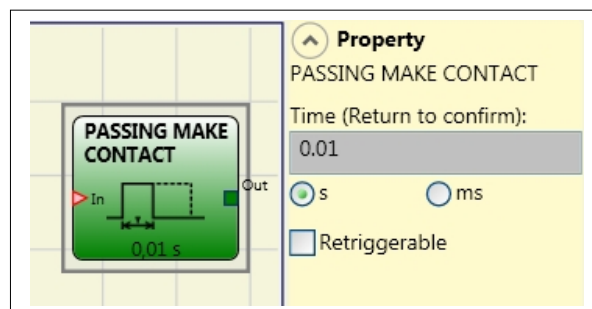 PASSING MAKE
CONTACT
In
Out
0,01 s
Property
PASSING MAKE CONTACT
Time (Return to confirm):
0.01
s
ms
Retriggerable